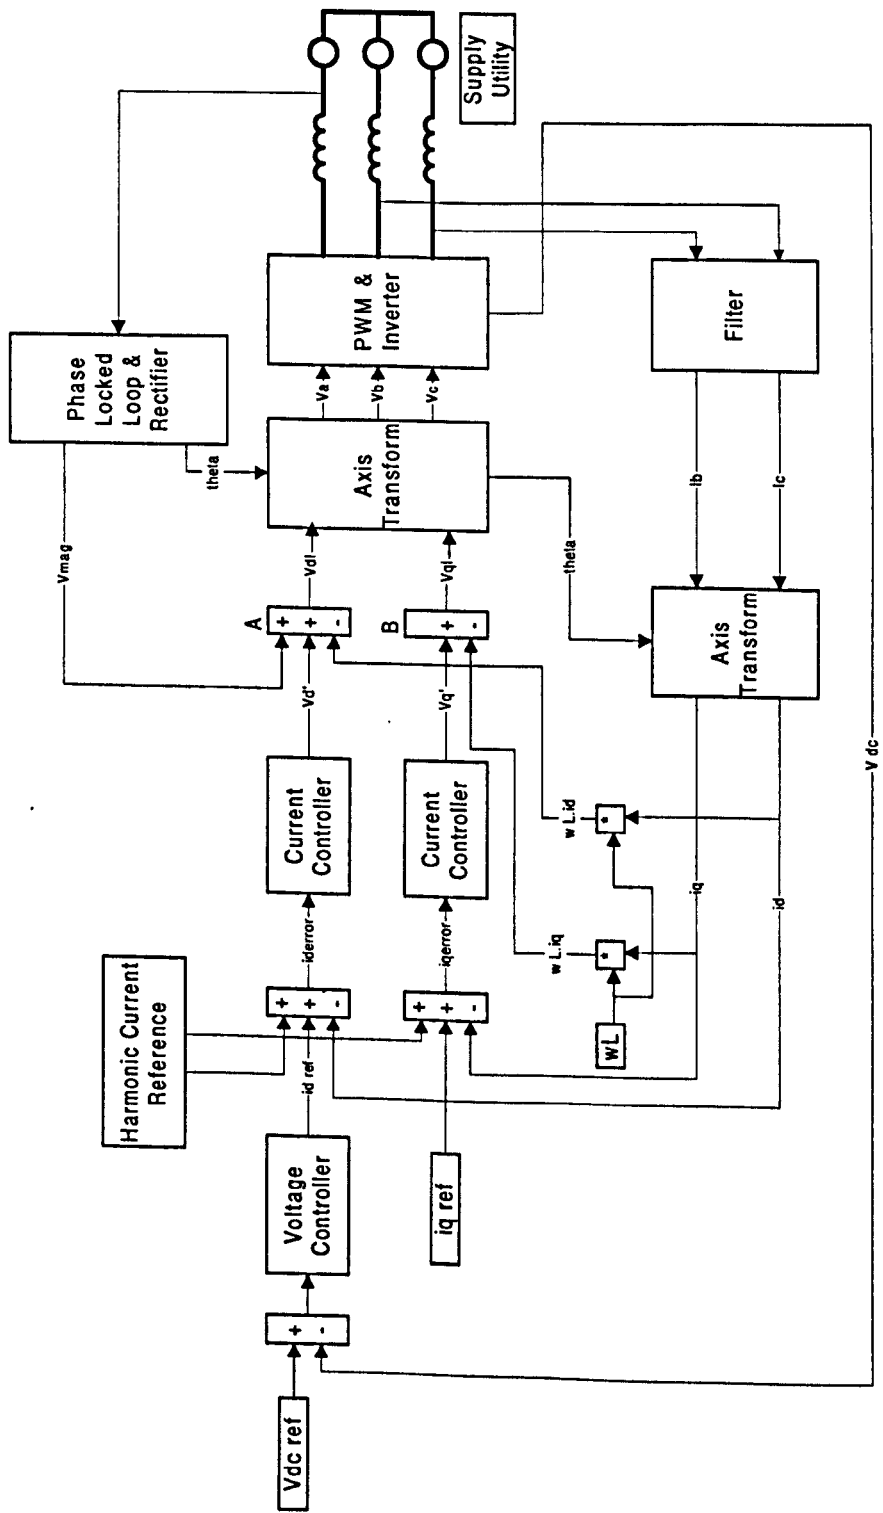 Supply
Utility
Phase
Locked
Loop &
Rectifier
PWM &
Inverter
Filter
Va
Vb
Vc
theta
Vmag
Axis
Transform
Ib
Ic
A
+
+
-
VdI
B
+
-
VqI
theta
Axis
Transform
Vd'
Vq'
Current
Controller
Current
Controller
w L.id
*
w L.iq
*
wL
iq
id
V dc
Harmonic Current
Reference
iderror
iqerror
+
+
-
+
+
-
id ref
Voltage
Controller
iq ref
+
-
Vdc ref